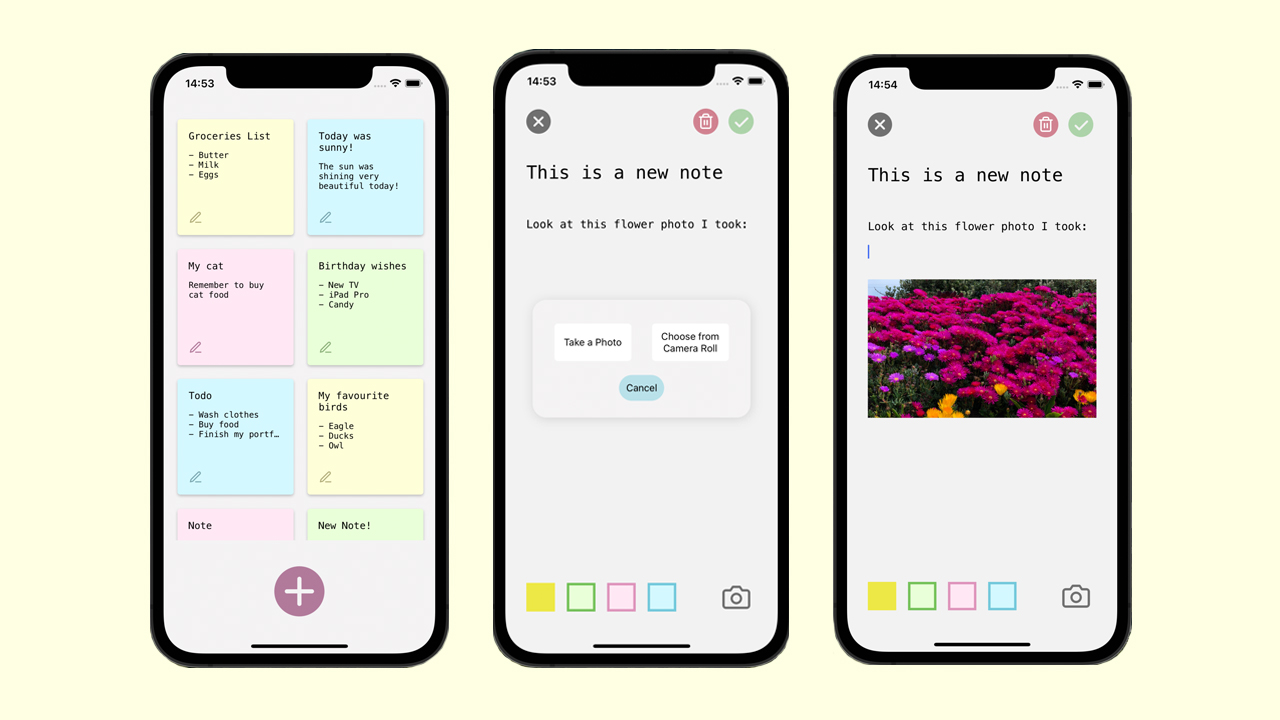 14:53
Groceries List
– Butter
– Milk
– Eggs
Today was
sunny!
The sun was
shining very
beautiful today!
My cat
Remember to buy
cat food
Birthday wishes
– New TV
– iPad Pro
– Candy
Todo
– Wash clothes
– Buy food
– Finish my portf…
My favourite
birds
– Eagle
– Ducks
– Owl
Note
New Note!
14:53
This is a new note
Look at this flower photo I took:
Take a Photo
Choose from
Camera Roll
Cancel
14:54
This is a new note
Look at this flower photo I took: